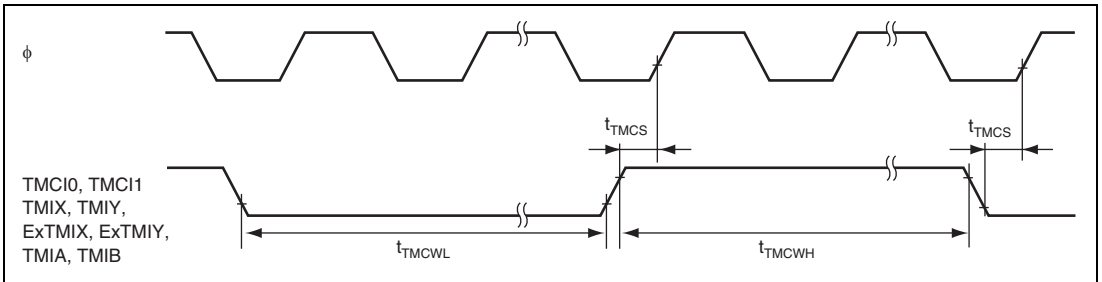 ϕ
tTMCS
tTMCS
TMCI0, TMCI1
TMIX, TMIY,
ExTMIX, ExTMIY,
TMIA, TMIB
tTMCWL
tTMCWH